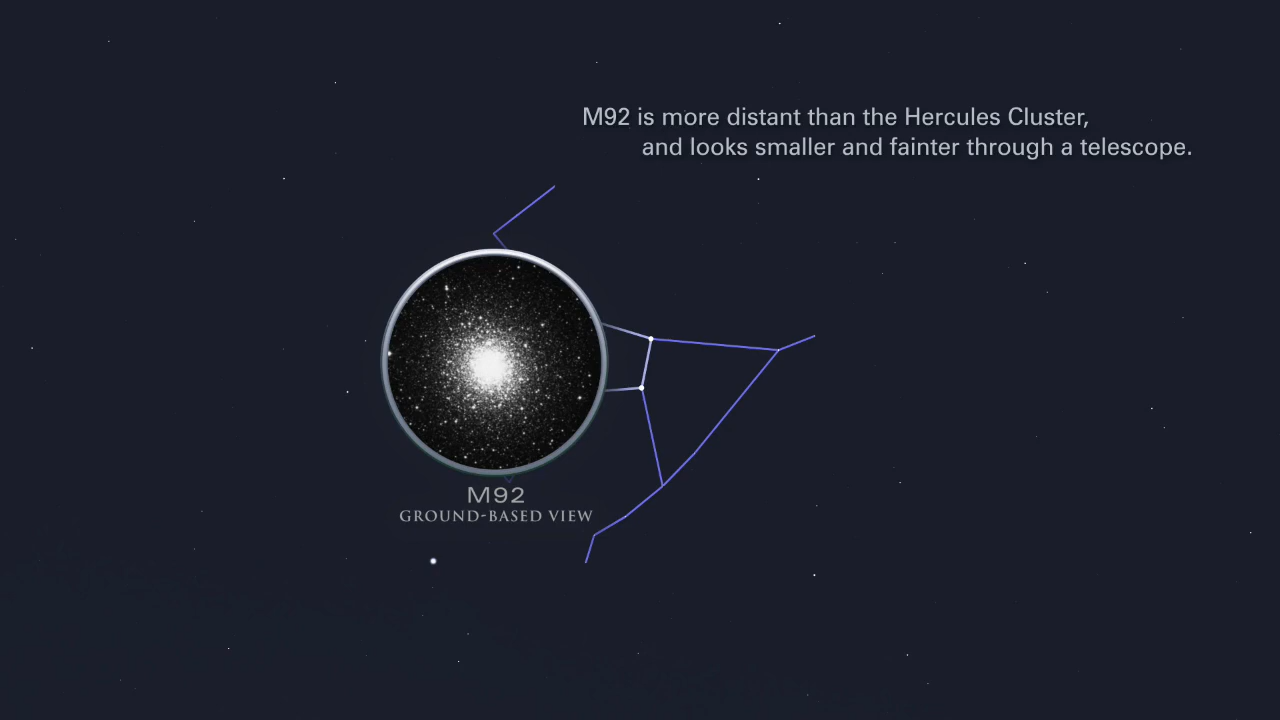 M92 is more distant than the Hercules Cluster,
and looks smaller and fainter through a telescope.
M92
GROUND-BASED VIEW